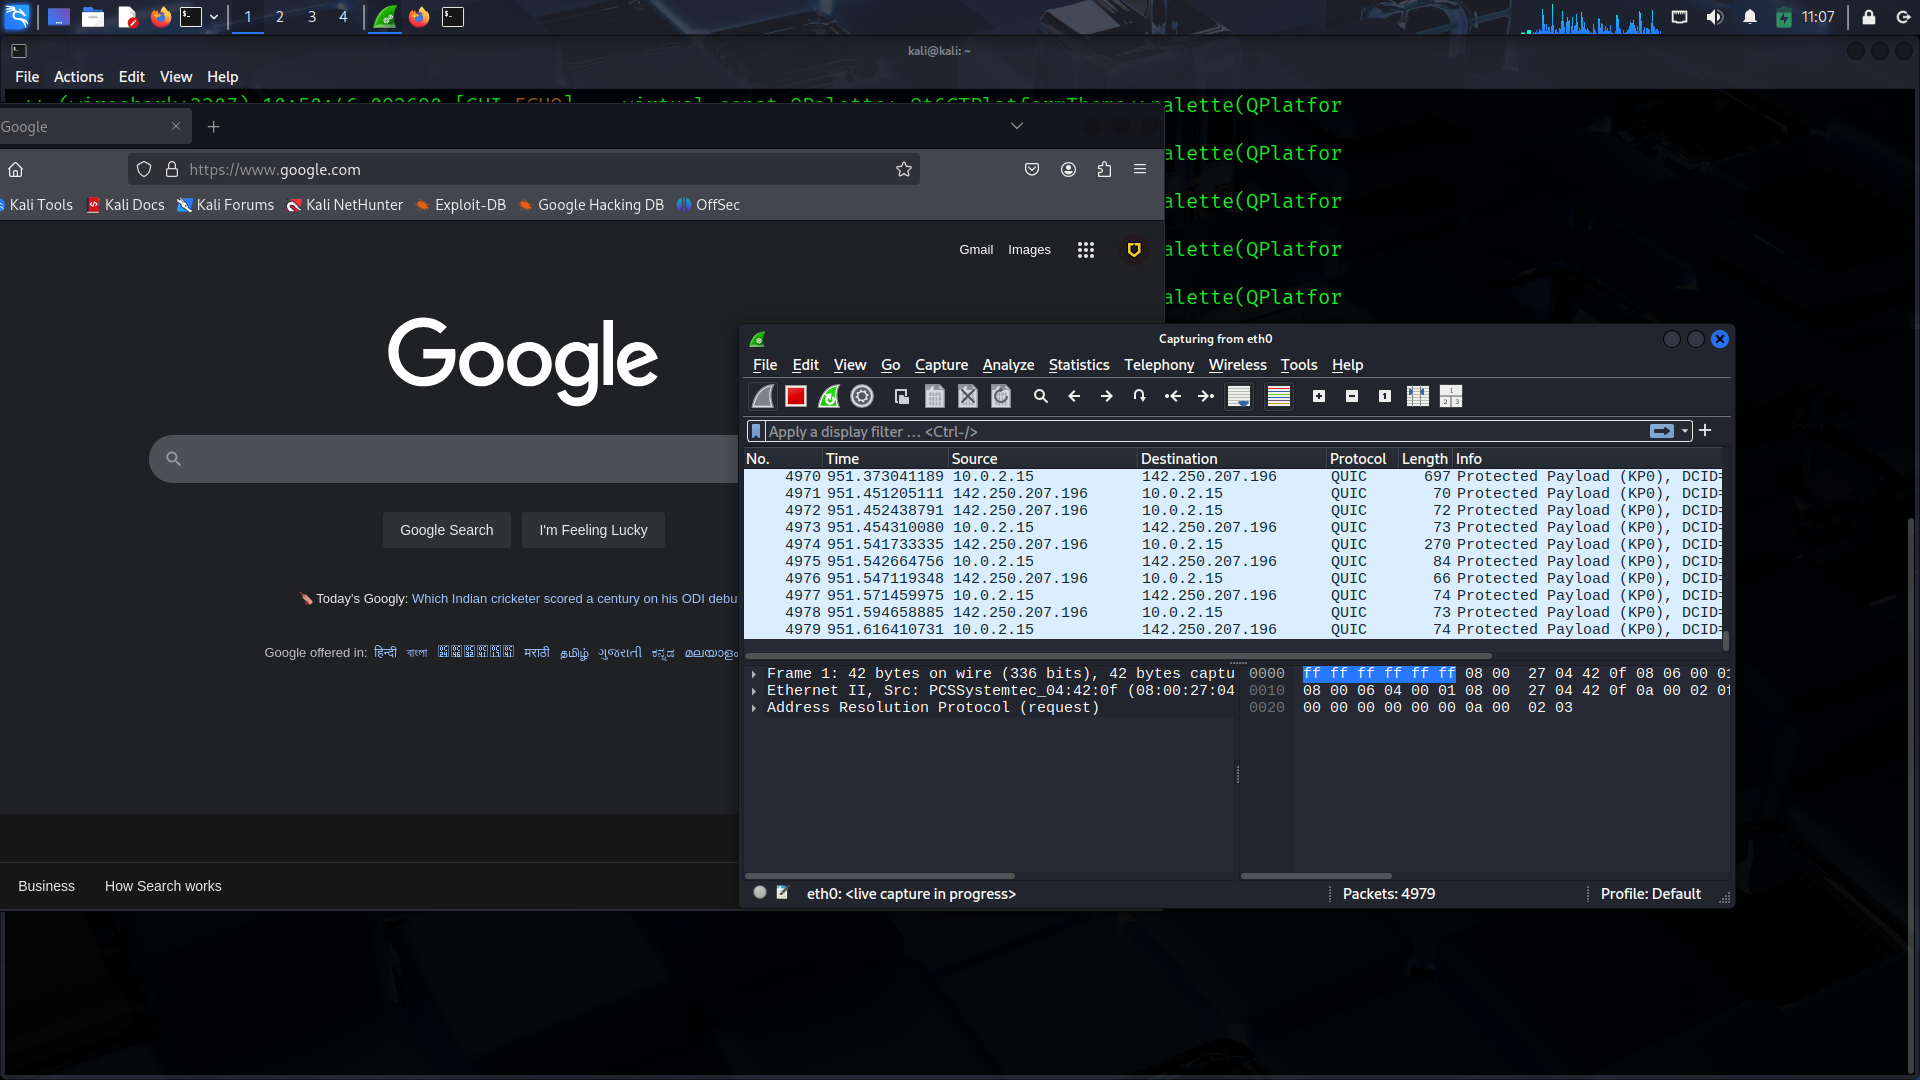 1 2 3 4 11:07
kali@kali: ~
File Actions Edit View Help
alette(QPlatfor
alette(QPlatfor
alette(QPlatfor
alette(QPlatfor
alette(QPlatfor
Google
https://www.google.com
Kali Tools Kali Docs Kali Forums Kali NetHunter Exploit-DB Google Hacking DB OffSec
Gmail Images
Google
Google Search I'm Feeling Lucky
Today's Googly: Which Indian cricketer scored a century on his ODI debu
Google offered in: हिन्दी বাংলা मराठी தமிழ் ગુજરાતી ಕನ್ನಡ മലയാളം
Business How Search works
Capturing from eth0
File Edit View Go Capture Analyze Statistics Telephony Wireless Tools Help
Apply a display filter … <Ctrl-/>
No. Time Source Destination Protocol Length Info
4970 951.373041189 10.0.2.15 142.250.207.196 QUIC 697 Protected Payload (KP0), DCID=
4971 951.451205111 142.250.207.196 10.0.2.15 QUIC 70 Protected Payload (KP0), DCID=
4972 951.452438791 142.250.207.196 10.0.2.15 QUIC 72 Protected Payload (KP0), DCID=
4973 951.454310080 10.0.2.15 142.250.207.196 QUIC 73 Protected Payload (KP0), DCID=
4974 951.541733335 142.250.207.196 10.0.2.15 QUIC 270 Protected Payload (KP0), DCID=
4975 951.542664756 10.0.2.15 142.250.207.196 QUIC 84 Protected Payload (KP0), DCID=
4976 951.547119348 142.250.207.196 10.0.2.15 QUIC 66 Protected Payload (KP0), DCID=
4977 951.571459975 10.0.2.15 142.250.207.196 QUIC 74 Protected Payload (KP0), DCID=
4978 951.594658885 142.250.207.196 10.0.2.15 QUIC 73 Protected Payload (KP0), DCID=
4979 951.616410731 10.0.2.15 142.250.207.196 QUIC 74 Protected Payload (KP0), DCID=
Frame 1: 42 bytes on wire (336 bits), 42 bytes captu
Ethernet II, Src: PCSSystemtec_04:42:0f (08:00:27:04
Address Resolution Protocol (request)
0000 ff ff ff ff ff ff 08 00 27 04 42 0f 08 06 00 01
0010 08 00 06 04 00 01 08 00 27 04 42 0f 0a 00 02 0f
0020 00 00 00 00 00 00 0a 00 02 03
eth0: <live capture in progress> Packets: 4979 Profile: Default